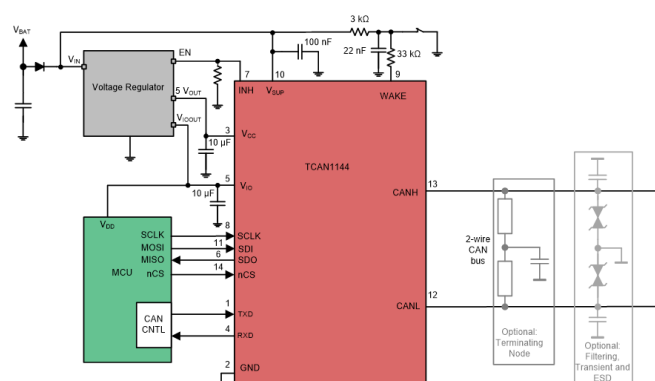 3 kΩ
VBAT
100 nF
22 nF
33 kΩ
EN
VIN
7
10
9
INH
VSUP
WAKE
Voltage Regulator
5 VOUT
VIOOUT
3
VCC
10 µF
TCAN1144
5
VIO
10 µF
CANH
13
VDD
8
SCLK
SCLK
11
MOSI
SDI
6
MISO
SDO
14
MCU
nCS
nCS
2-wire
CAN
bus
CANL
12
1
TXD
CAN
CNTL
4
RXD
2
GND
Optional:
Terminating
Node
Optional:
Filtering,
Transient and
ESD